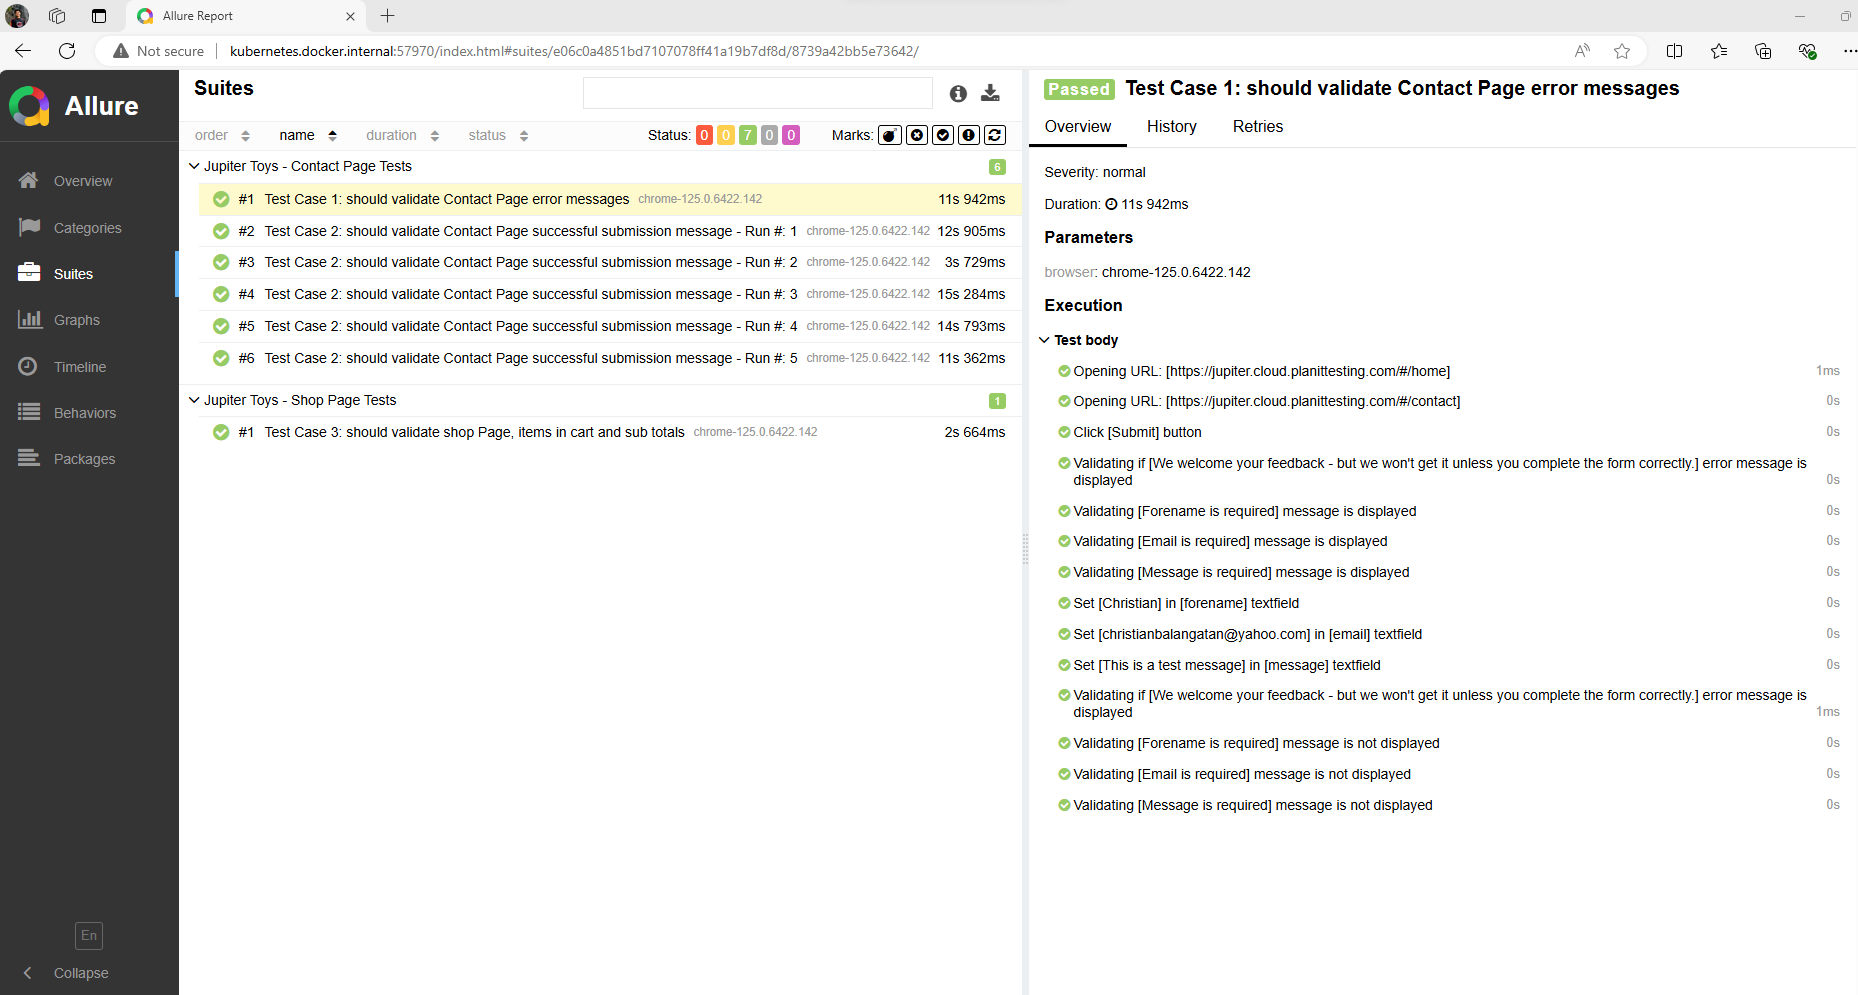 Allure Report
Not secure
kubernetes.docker.internal:57970/index.html#suites/e06c0a4851bd7107078ff41a19b7df8d/8739a42bb5e73642/
Allure
Overview
Categories
Suites
Graphs
Timeline
Behaviors
Packages
En
Collapse
Suites
order name duration status Status: 0 0 7 0 0 Marks:
Jupiter Toys - Contact Page Tests 6
#1 Test Case 1: should validate Contact Page error messages chrome-125.0.6422.142 11s 942ms
#2 Test Case 2: should validate Contact Page successful submission message - Run #: 1 chrome-125.0.6422.142 12s 905ms
#3 Test Case 2: should validate Contact Page successful submission message - Run #: 2 chrome-125.0.6422.142 3s 729ms
#4 Test Case 2: should validate Contact Page successful submission message - Run #: 3 chrome-125.0.6422.142 15s 284ms
#5 Test Case 2: should validate Contact Page successful submission message - Run #: 4 chrome-125.0.6422.142 14s 793ms
#6 Test Case 2: should validate Contact Page successful submission message - Run #: 5 chrome-125.0.6422.142 11s 362ms
Jupiter Toys - Shop Page Tests 1
#1 Test Case 3: should validate shop Page, items in cart and sub totals chrome-125.0.6422.142 2s 664ms
Passed Test Case 1: should validate Contact Page error messages
Overview History Retries
Severity: normal
Duration: 11s 942ms
Parameters
browser: chrome-125.0.6422.142
Execution
Test body
Opening URL: [https://jupiter.cloud.planittesting.com/#/home] 1ms
Opening URL: [https://jupiter.cloud.planittesting.com/#/contact] 0s
Click [Submit] button 0s
Validating if [We welcome your feedback - but we won't get it unless you complete the form correctly.] error message is
displayed 0s
Validating [Forename is required] message is displayed 0s
Validating [Email is required] message is displayed 0s
Validating [Message is required] message is displayed 0s
Set [Christian] in [forename] textfield 0s
Set [christianbalangatan@yahoo.com] in [email] textfield 0s
Set [This is a test message] in [message] textfield 0s
Validating if [We welcome your feedback - but we won't get it unless you complete the form correctly.] error message is
displayed 1ms
Validating [Forename is required] message is not displayed 0s
Validating [Email is required] message is not displayed 0s
Validating [Message is required] message is not displayed 0s